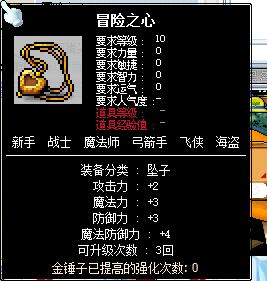 冒险之心
要求等级 : 10
要求力量 : 0
要求敏捷 : 0
要求智力 : 0
要求运气 : 0
要求人气度 : -
道具等级 : -
道具经验值 : -
新手 战士 魔法师 弓箭手 飞侠 海盗
装备分类 : 坠子
攻击力 : +2
魔法力 : +3
防御力 : +3
魔法防御力 : +4
可升级次数 : 3回
金锤子已提高的强化次数: 0